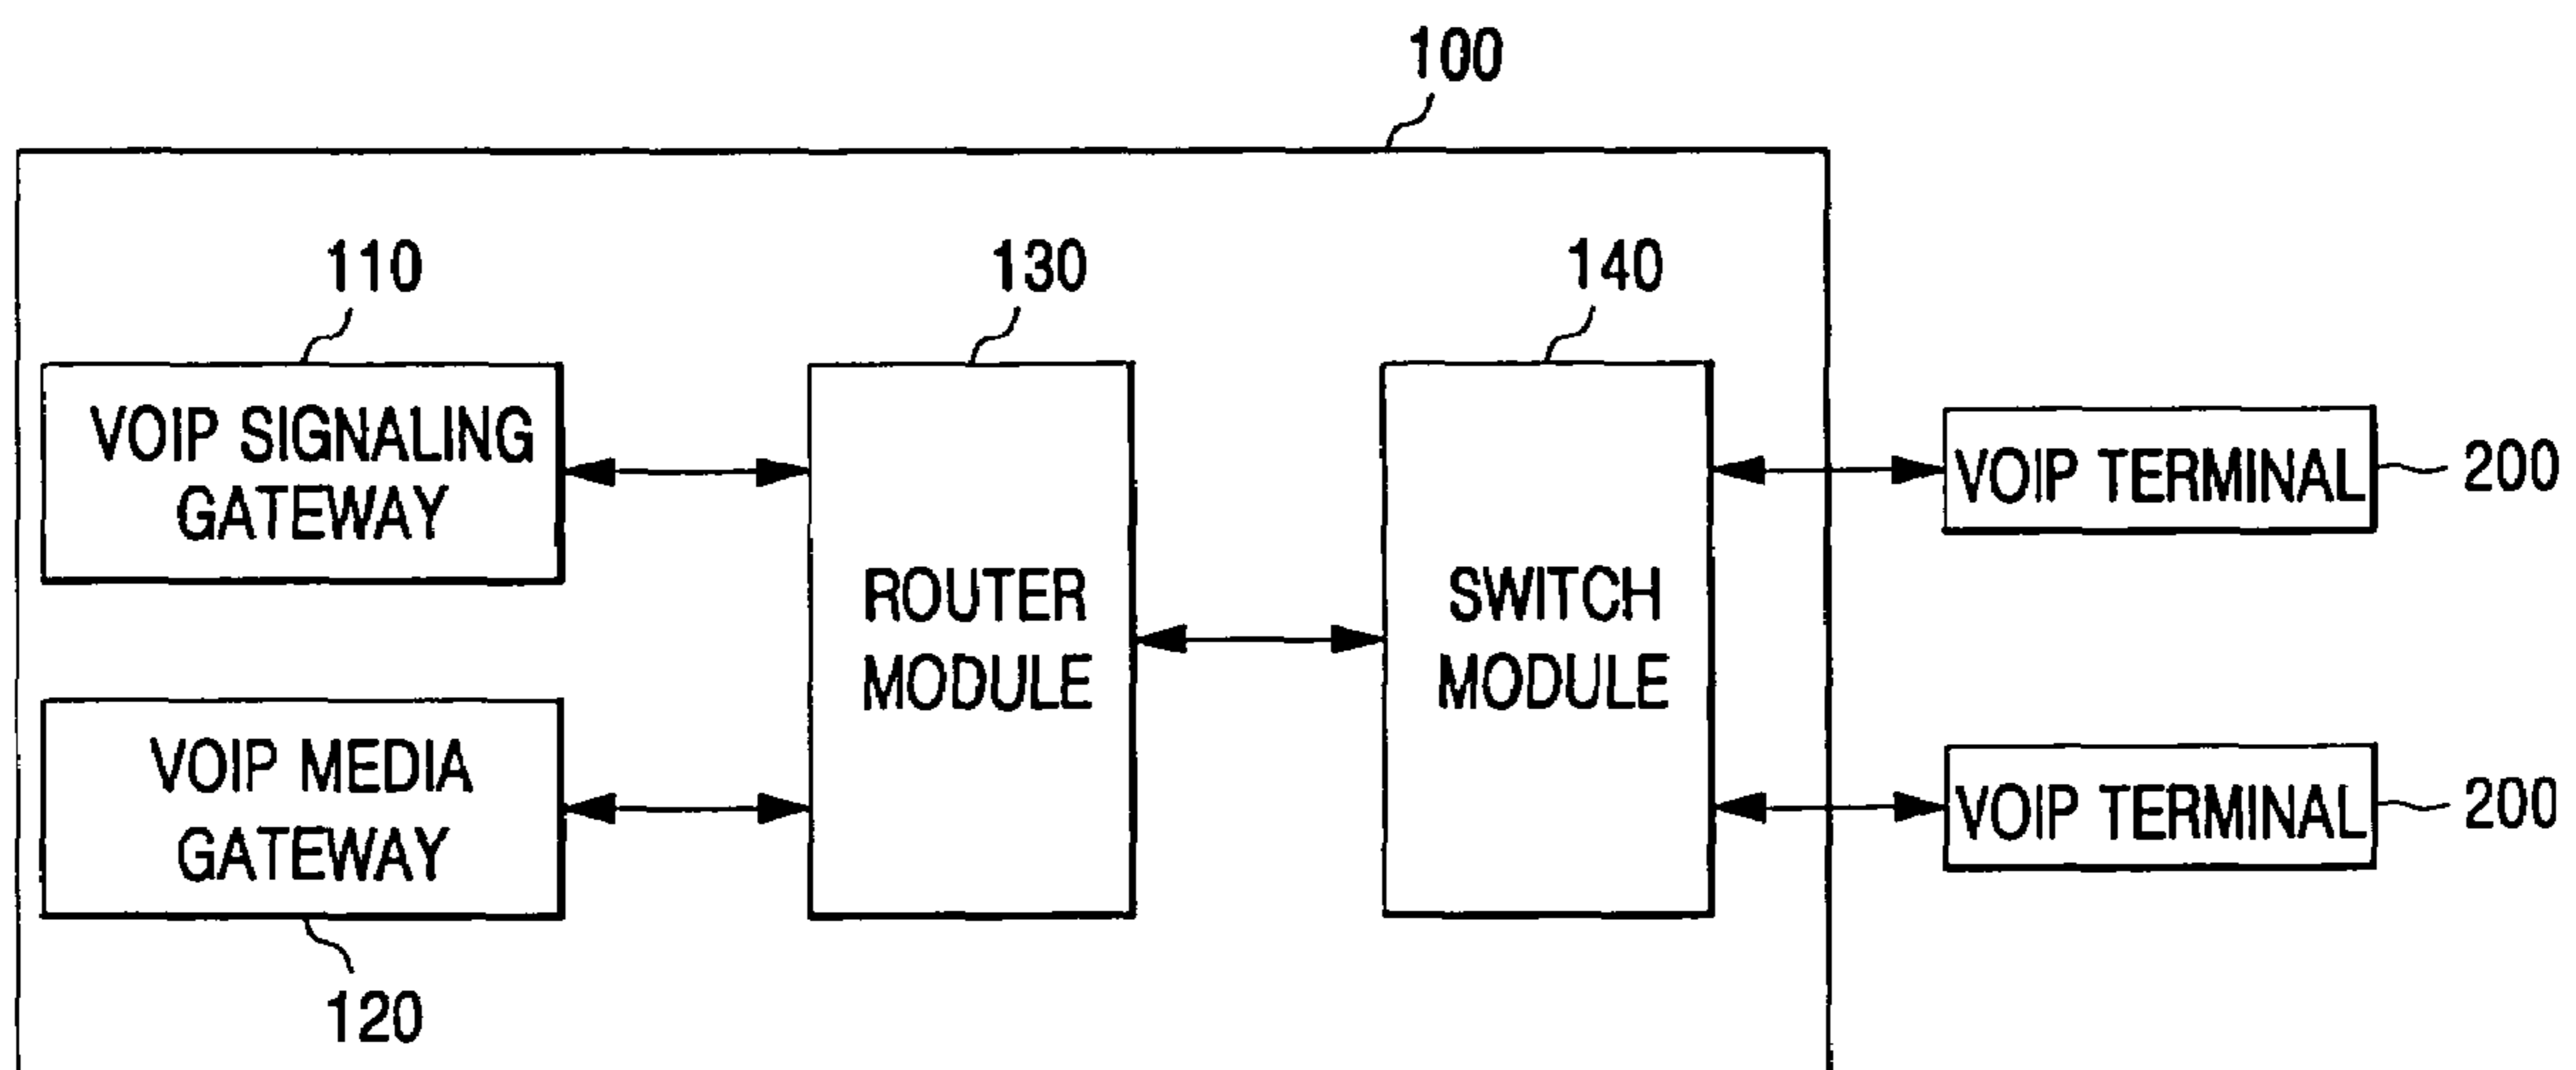 100
110
130
140
VOIP SIGNALING
GATEWAY
VOIP TERMINAL
200
ROUTER
MODULE
SWITCH
MODULE
VOIP MEDIA
GATEWAY
VOIP TERMINAL
200
120